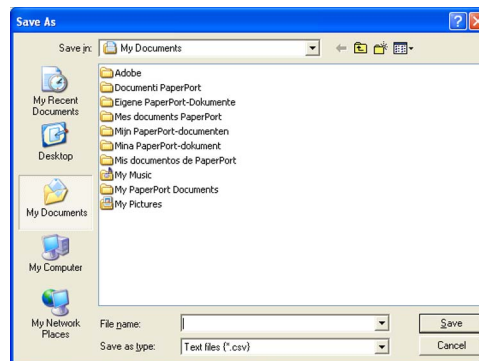 Save As
Save in:
My Documents
Adobe
Documenti PaperPort
Eigene PaperPort-Dokumente
Mes documents PaperPort
Mijn PaperPort-documenten
Mina PaperPort-dokument
Mis documentos de PaperPort
My Music
My PaperPort Documents
My Pictures
My Recent
Documents
Desktop
My Documents
My Computer
My Network
Places
File name:
Save
Save as type:
Text files (*.csv)
Cancel